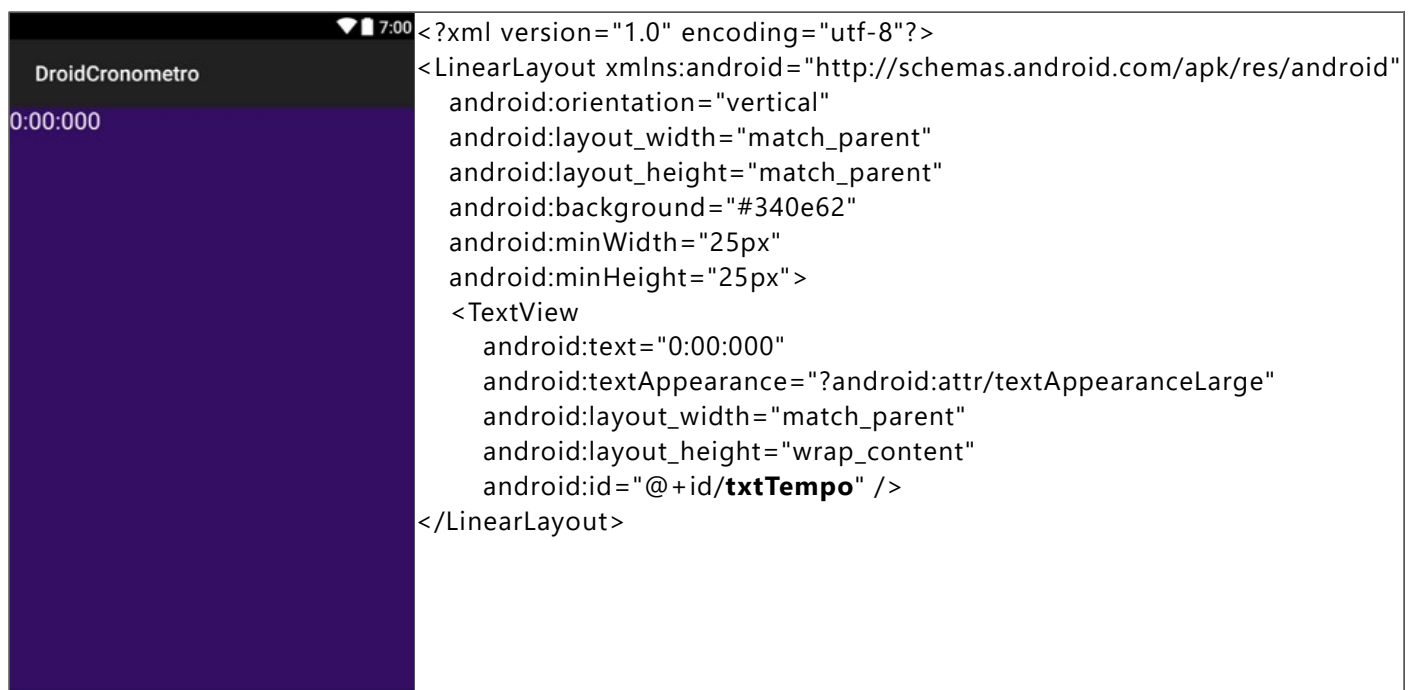 7:00
DroidCronometro
0:00:000
<?xml version="1.0" encoding="utf-8"?>
<LinearLayout xmlns:android="http://schemas.android.com/apk/res/android"
android:orientation="vertical"
android:layout_width="match_parent"
android:layout_height="match_parent"
android:background="#340e62"
android:minWidth="25px"
android:minHeight="25px">
<TextView
android:text="0:00:000"
android:textAppearance="?android:attr/textAppearanceLarge"
android:layout_width="match_parent"
android:layout_height="wrap_content"
android:id="@+id/txtTempo" />
</LinearLayout>